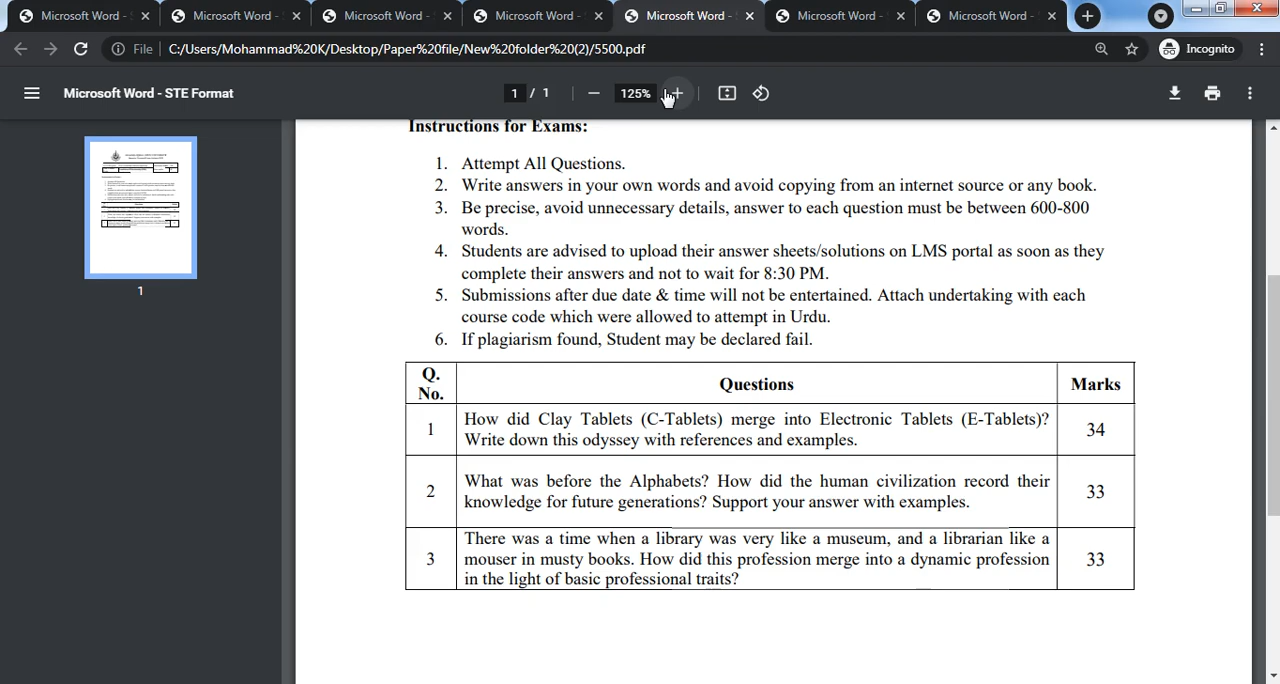 Microsoft Word - Microsoft Word - Microsoft Word - Microsoft Word - Microsoft Word - Microsoft Word - Microsoft Word -
File C:/Users/Mohammad%20K/Desktop/Paper%20file/New%20folder%20(2)/5500.pdf Incognito
Microsoft Word - STE Format 1 / 1 125%
Instructions for Exams:
1. Attempt All Questions.
2. Write answers in your own words and avoid copying from an internet source or any book.
3. Be precise, avoid unnecessary details, answer to each question must be between 600-800
words.
4. Students are advised to upload their answer sheets/solutions on LMS portal as soon as they
complete their answers and not to wait for 8:30 PM.
5. Submissions after due date & time will not be entertained. Attach undertaking with each
course code which were allowed to attempt in Urdu.
6. If plagiarism found, Student may be declared fail.
Q.
No. Questions Marks
1 How did Clay Tablets (C-Tablets) merge into Electronic Tablets (E-Tablets)?
Write down this odyssey with references and examples. 34
2 What was before the Alphabets? How did the human civilization record their
knowledge for future generations? Support your answer with examples. 33
3 There was a time when a library was very like a museum, and a librarian like a
mouser in musty books. How did this profession merge into a dynamic profession
in the light of basic professional traits? 33
1